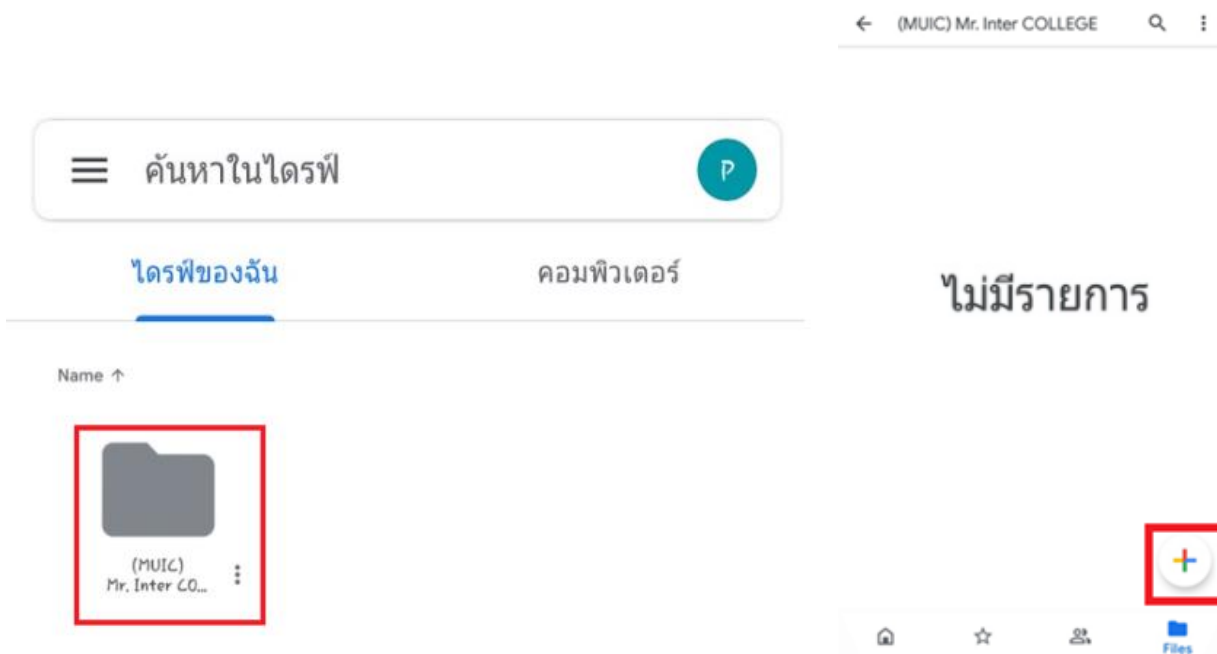 ค้นหาในไดรฟ์
P
ไดรฟ์ของฉัน
คอมพิวเตอร์
Name ↑
(MUIC)
Mr. Inter CO...
← (MUIC) Mr. Inter COLLEGE
ไม่มีรายการ
Files